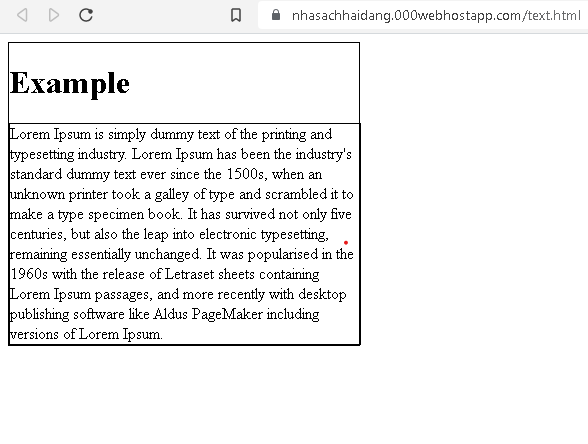 nhasachhaidang.000webhostapp.com/text.html
Example
Lorem Ipsum is simply dummy text of the printing and
typesetting industry. Lorem Ipsum has been the industry's
standard dummy text ever since the 1500s, when an
unknown printer took a galley of type and scrambled it to
make a type specimen book. It has survived not only five
centuries, but also the leap into electronic typesetting,
remaining essentially unchanged. It was popularised in the
1960s with the release of Letraset sheets containing
Lorem Ipsum passages, and more recently with desktop
publishing software like Aldus PageMaker including
versions of Lorem Ipsum.